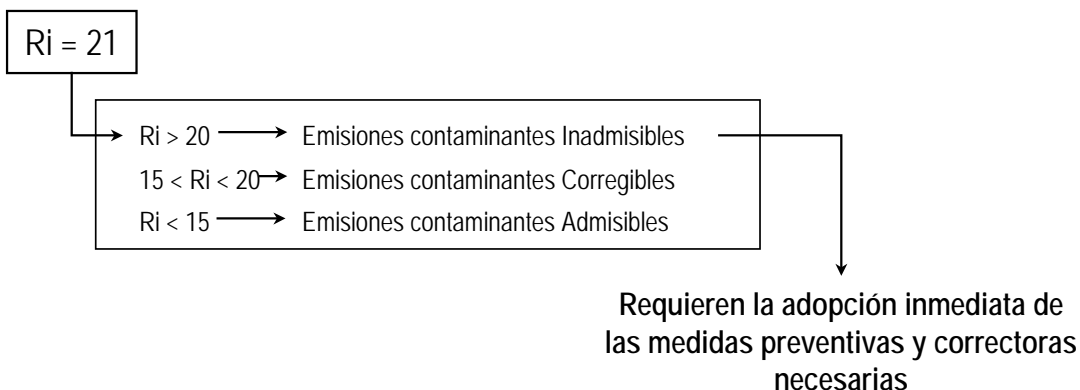 Ri = 21
Ri > 20 Emisiones contaminantes Inadmisibles
15 < Ri < 20 Emisiones contaminantes Corregibles
Ri < 15 Emisiones contaminantes Admisibles
Requieren la adopción inmediata de
las medidas preventivas y correctoras
necesarias